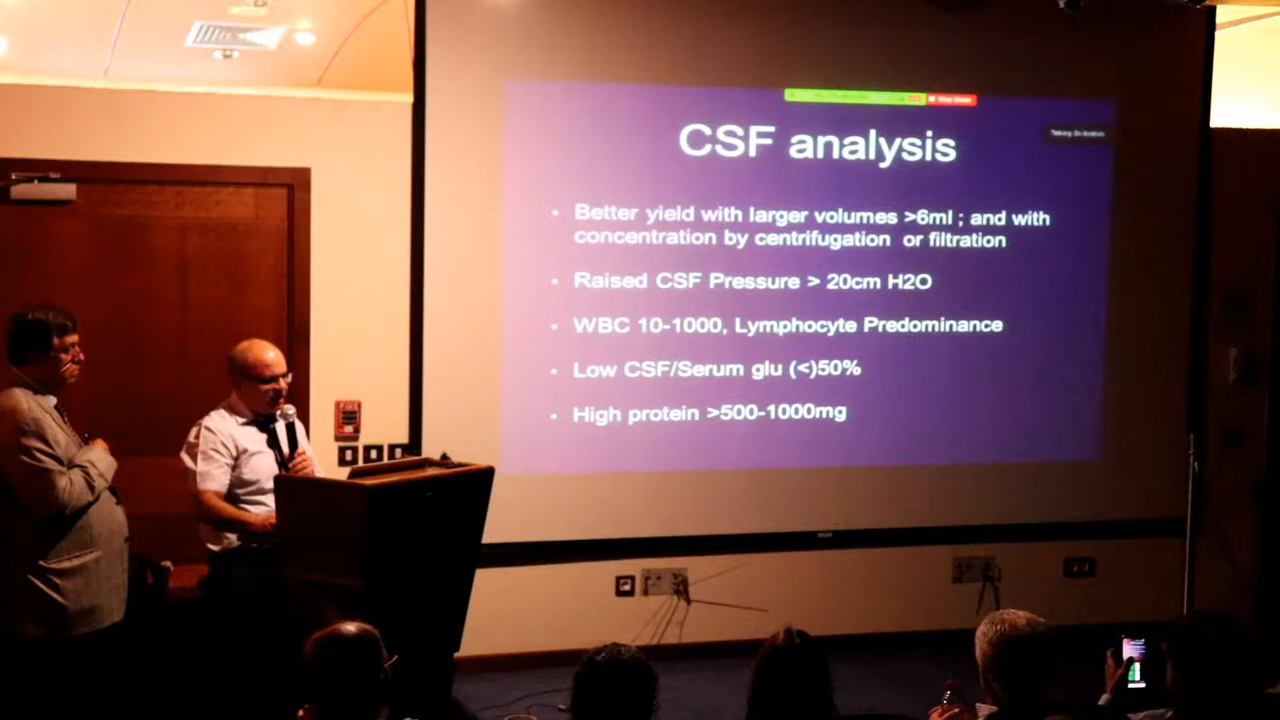 CSF analysis
• Better yield with larger volumes >6ml ; and with
concentration by centrifugation or filtration
• Raised CSF Pressure > 20cm H2O
• WBC 10-1000, Lymphocyte Predominance
• Low CSF/Serum glu (<)50%
• High protein >500-1000mg